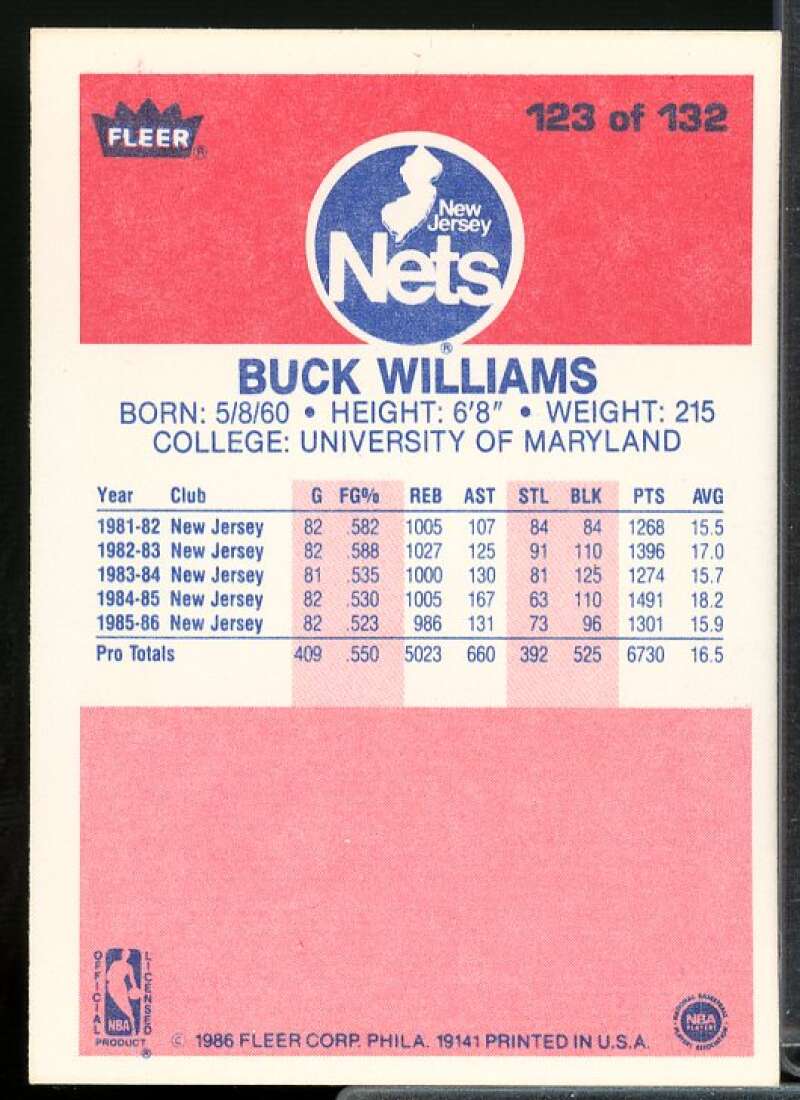 FLEER ®
123 of 132
New
Jersey
Nets
®
BUCK WILLIAMS
BORN: 5/8/60 • HEIGHT: 6'8" • WEIGHT: 215
COLLEGE: UNIVERSITY OF MARYLAND
Year Club G FG% REB AST STL BLK PTS AVG
1981-82 New Jersey 82 .582 1005 107 84 84 1268 15.5
1982-83 New Jersey 82 .588 1027 125 91 110 1396 17.0
1983-84 New Jersey 81 .535 1000 130 81 125 1274 15.7
1984-85 New Jersey 82 .530 1005 167 63 110 1491 18.2
1985-86 New Jersey 82 .523 986 131 73 96 1301 15.9
Pro Totals 409 .550 5023 660 392 525 6730 16.5
OFFICIAL
LICENSED
NBA
PRODUCT ®
NATIONAL BASKETBALL
NBA
PLAYERS
ASSOCIATION
© 1986 FLEER CORP. PHILA. 19141 PRINTED IN U.S.A.